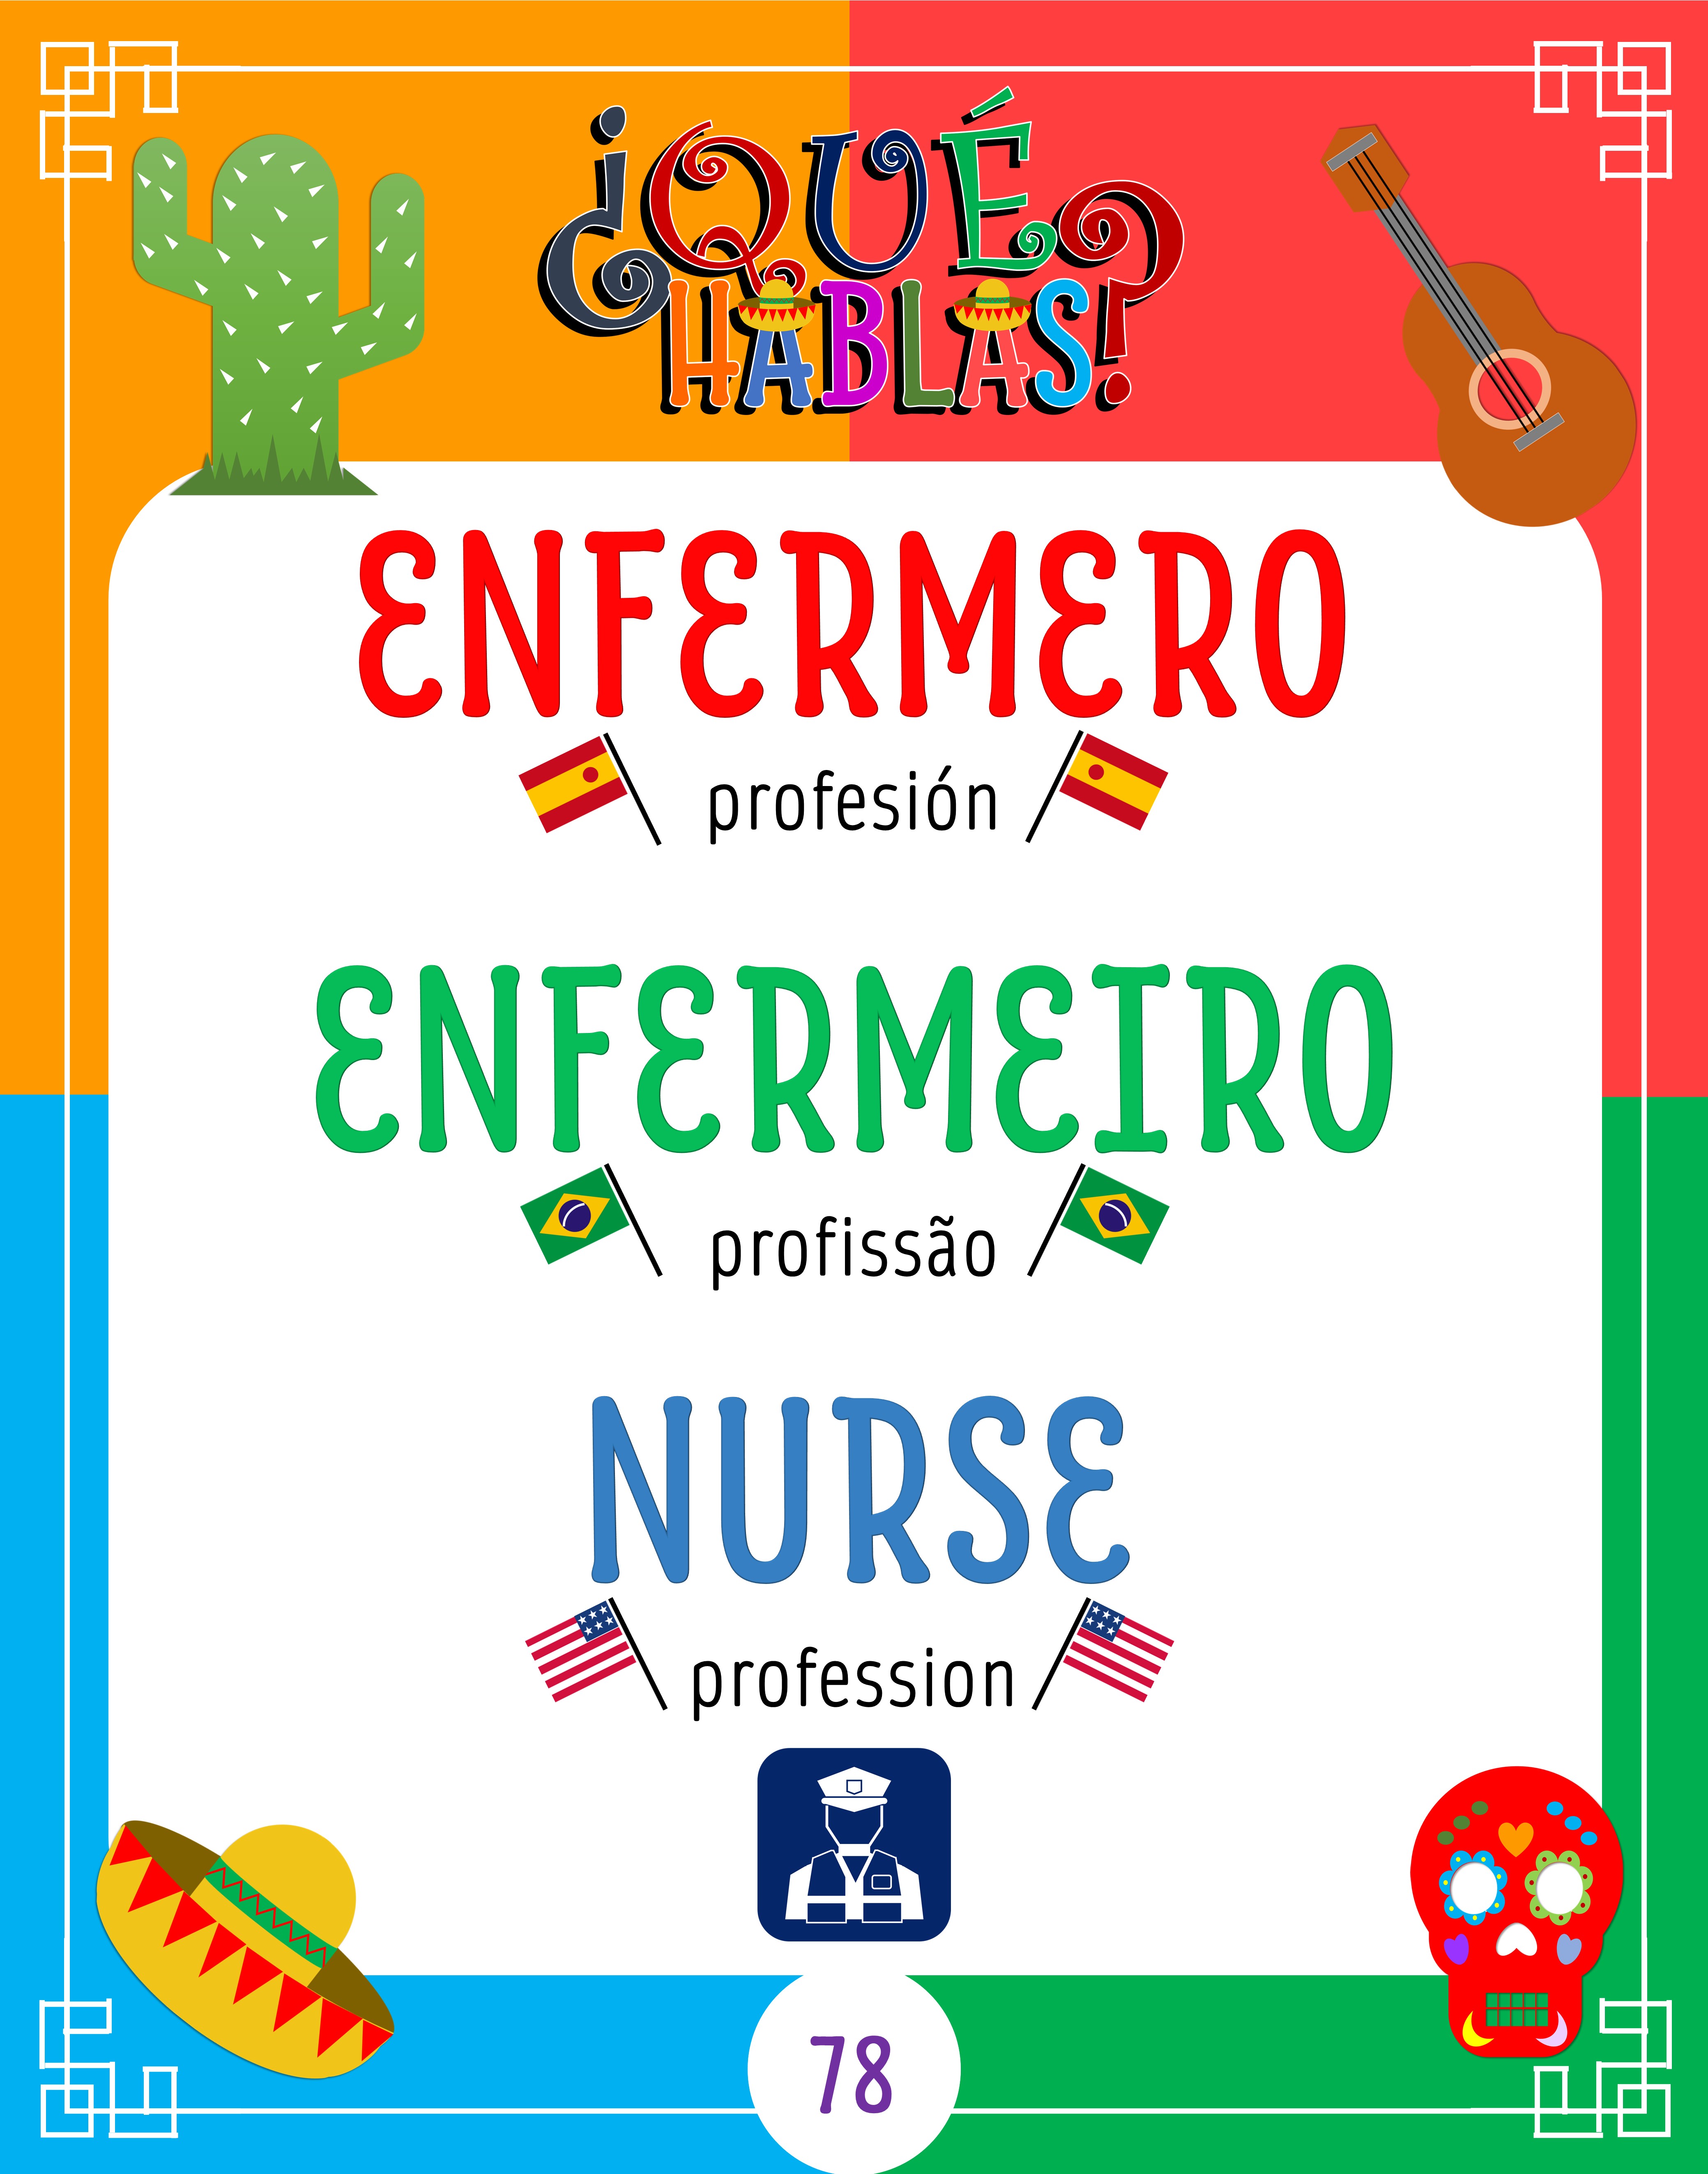 ¿QUÉ?
HABLAS!
ENFERMERO
profesión
ENFERMEIRO
profissão
NURSE
profession
78